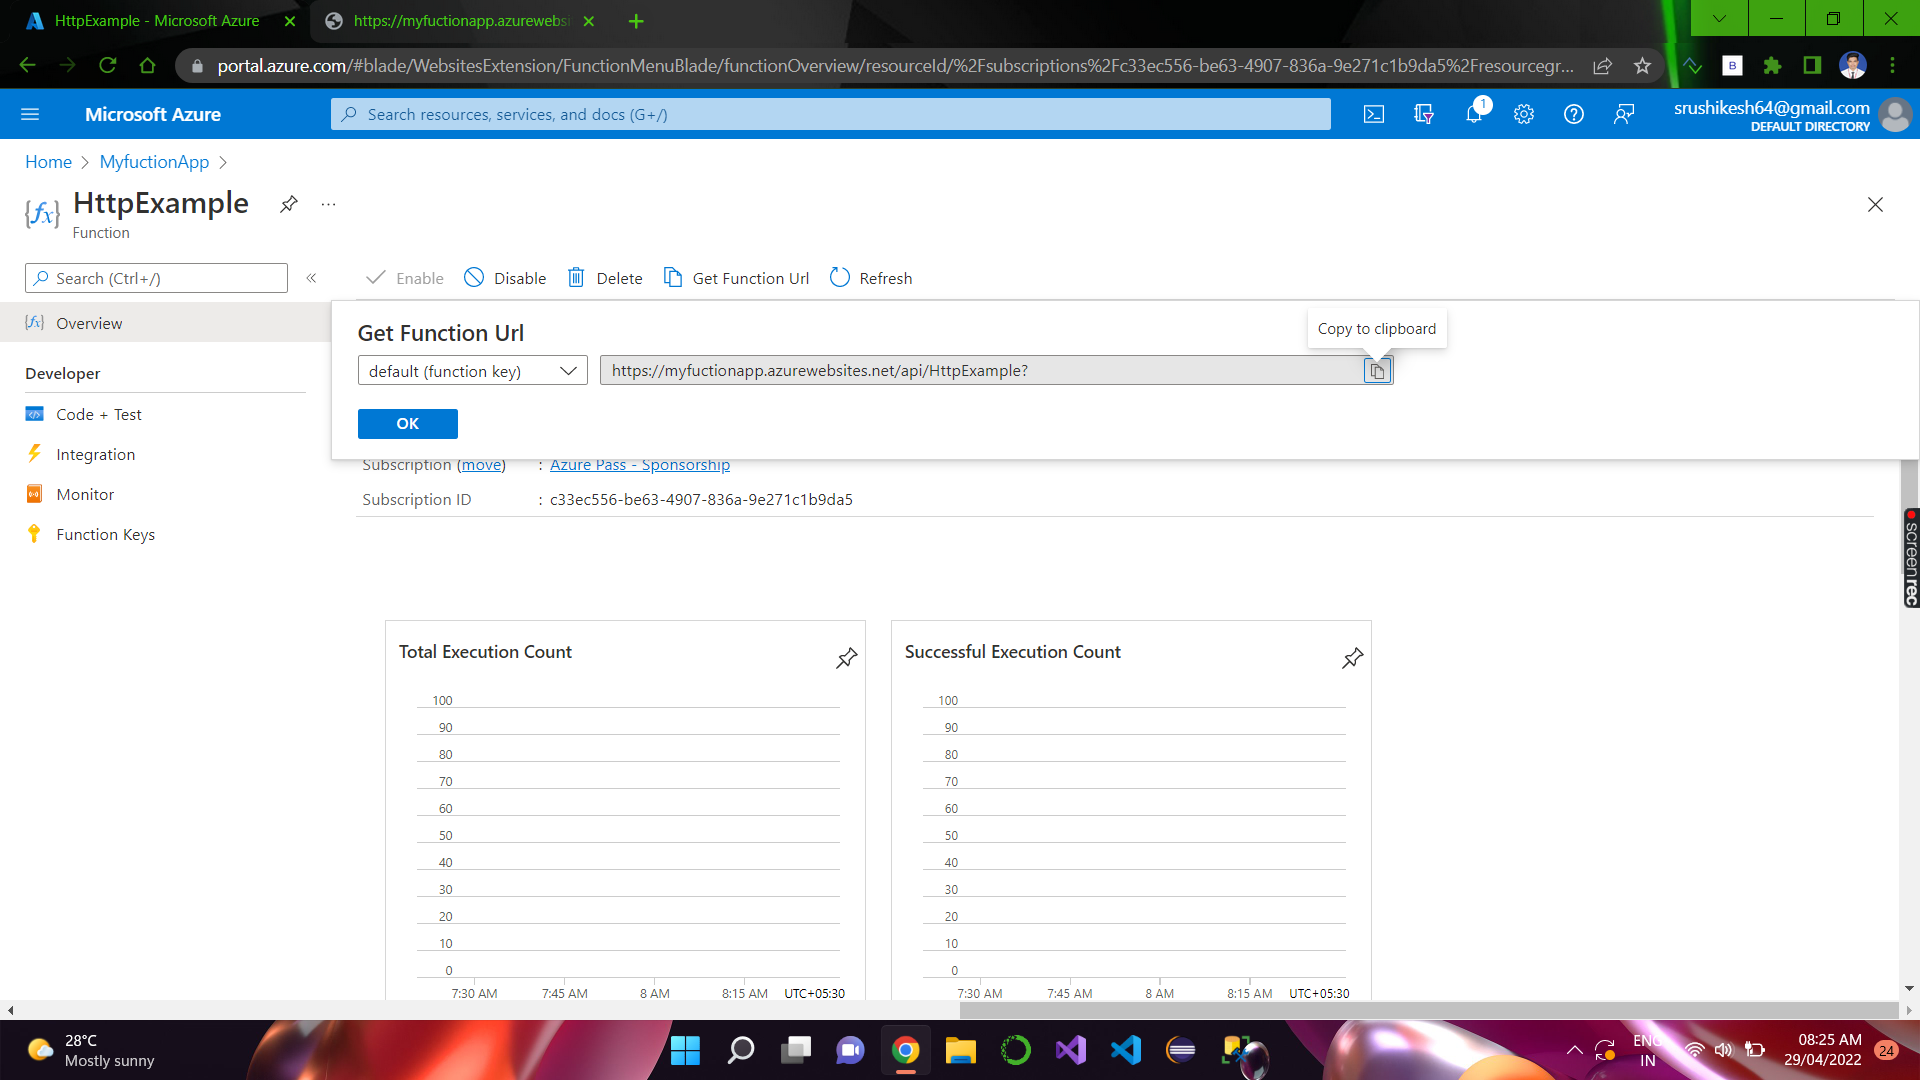 HttpExample - Microsoft Azure
https://myfuctionapp.azurewebsi
portal.azure.com/#blade/WebsitesExtension/FunctionMenuBlade/functionOverview/resourceId/%2Fsubscriptions%2Fc33ec556-be63-4907-836a-9e271c1b9da5%2Fresourcegr...
B
Microsoft Azure
Search resources, services, and docs (G+/)
1
srushikesh64@gmail.com
DEFAULT DIRECTORY
Home
MyfuctionApp
{fx}
HttpExample
...
Function
Search (Ctrl+/)
«
Enable
Disable
Delete
Get Function Url
Refresh
{fx}
Overview
Developer
Code + Test
Integration
Monitor
Function Keys
Get Function Url
Copy to clipboard
default (function key)
https://myfuctionapp.azurewebsites.net/api/HttpExample?
OK
Subscription (move) : Azure Pass - Sponsorship
Subscription ID : c33ec556-be63-4907-836a-9e271c1b9da5
screenrec
Total Execution Count
100
90
80
70
60
50
40
30
20
10
0
7:30 AM 7:45 AM 8 AM 8:15 AM UTC+05:30
Successful Execution Count
100
90
80
70
60
50
40
30
20
10
0
7:30 AM 7:45 AM 8 AM 8:15 AM UTC+05:30
28°C
Mostly sunny
ENG
IN
08:25 AM
29/04/2022
24